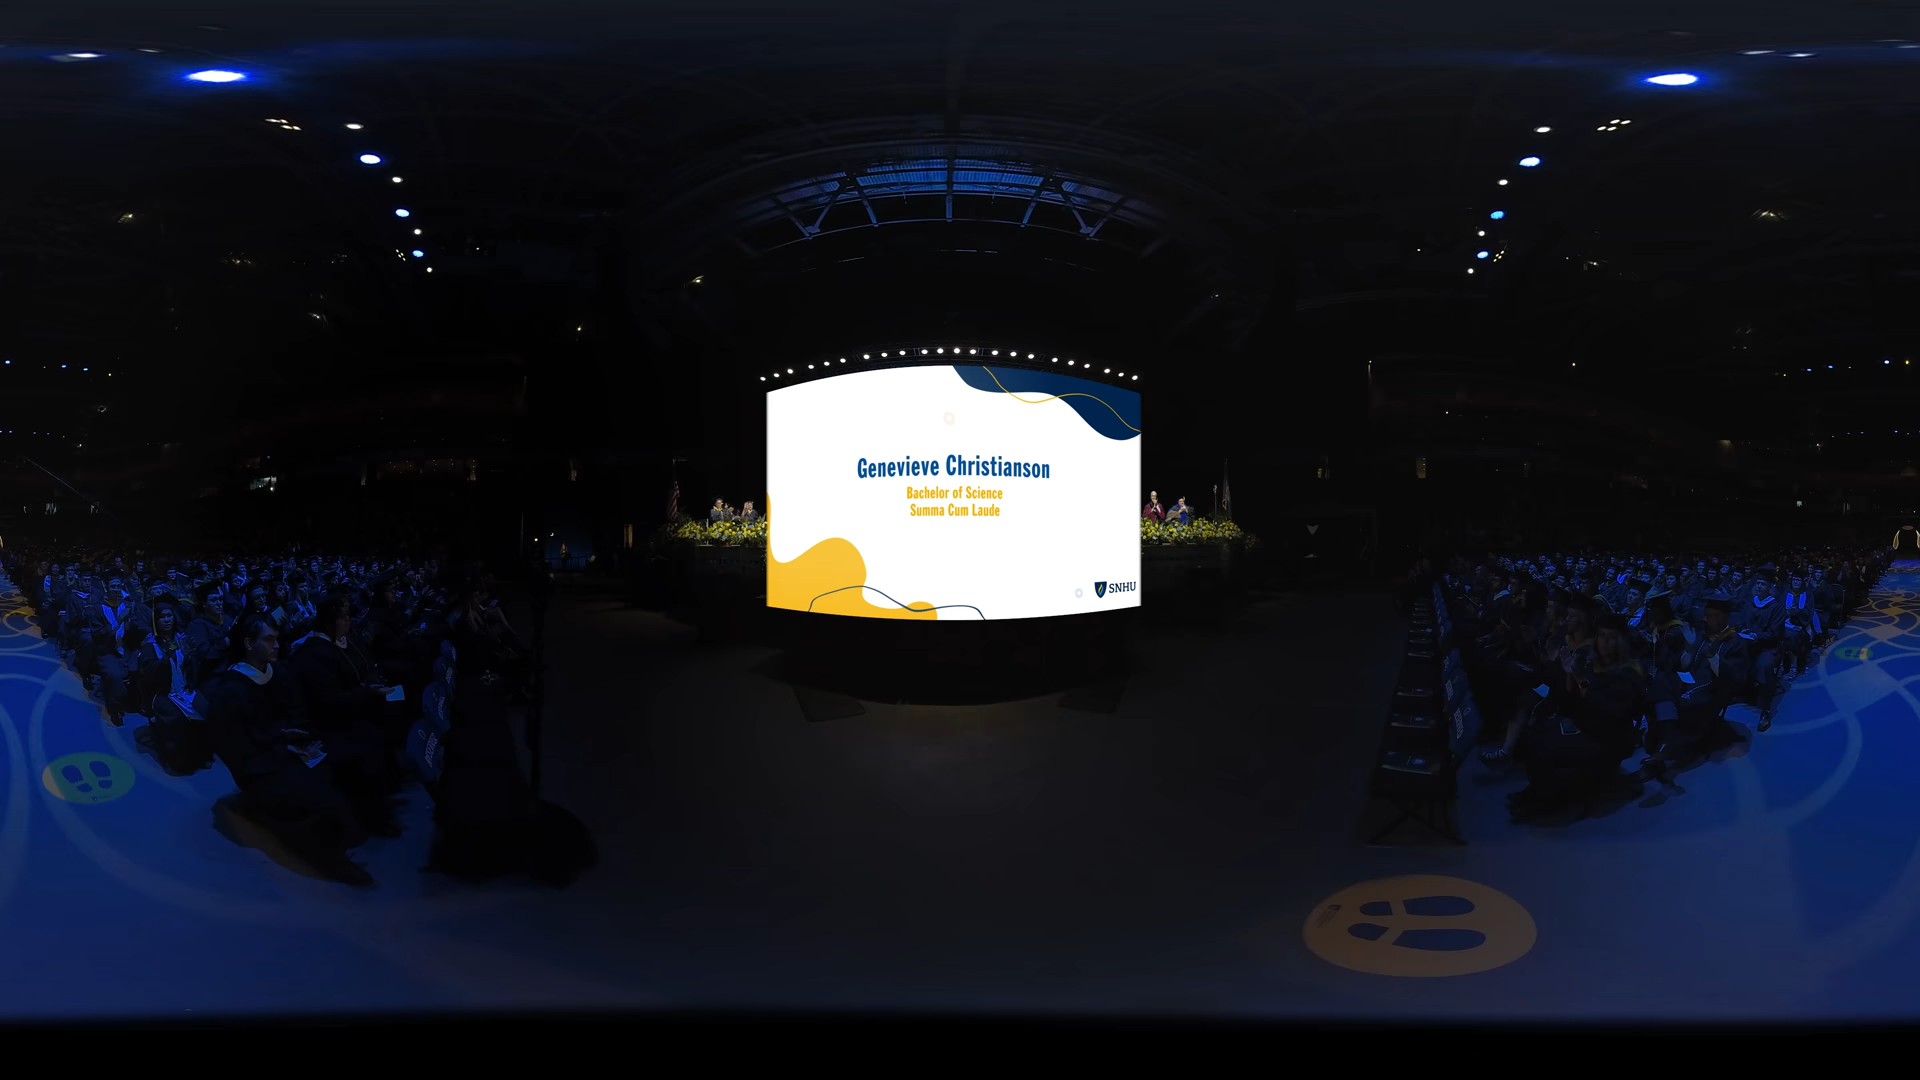 Genevieve Christianson
Bachelor of Science
Summa Cum Laude
SNHU